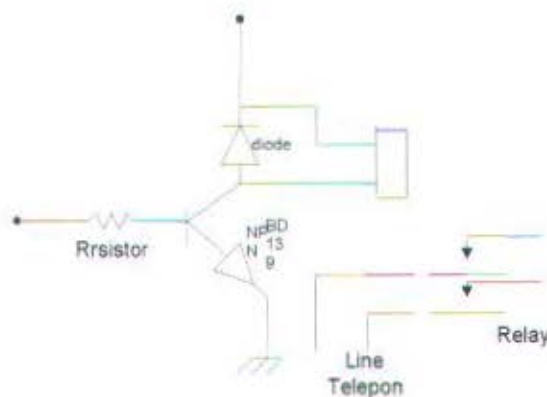 diode
Rrsistor
NPN
BD
13
9
Relay
Line
Telepon